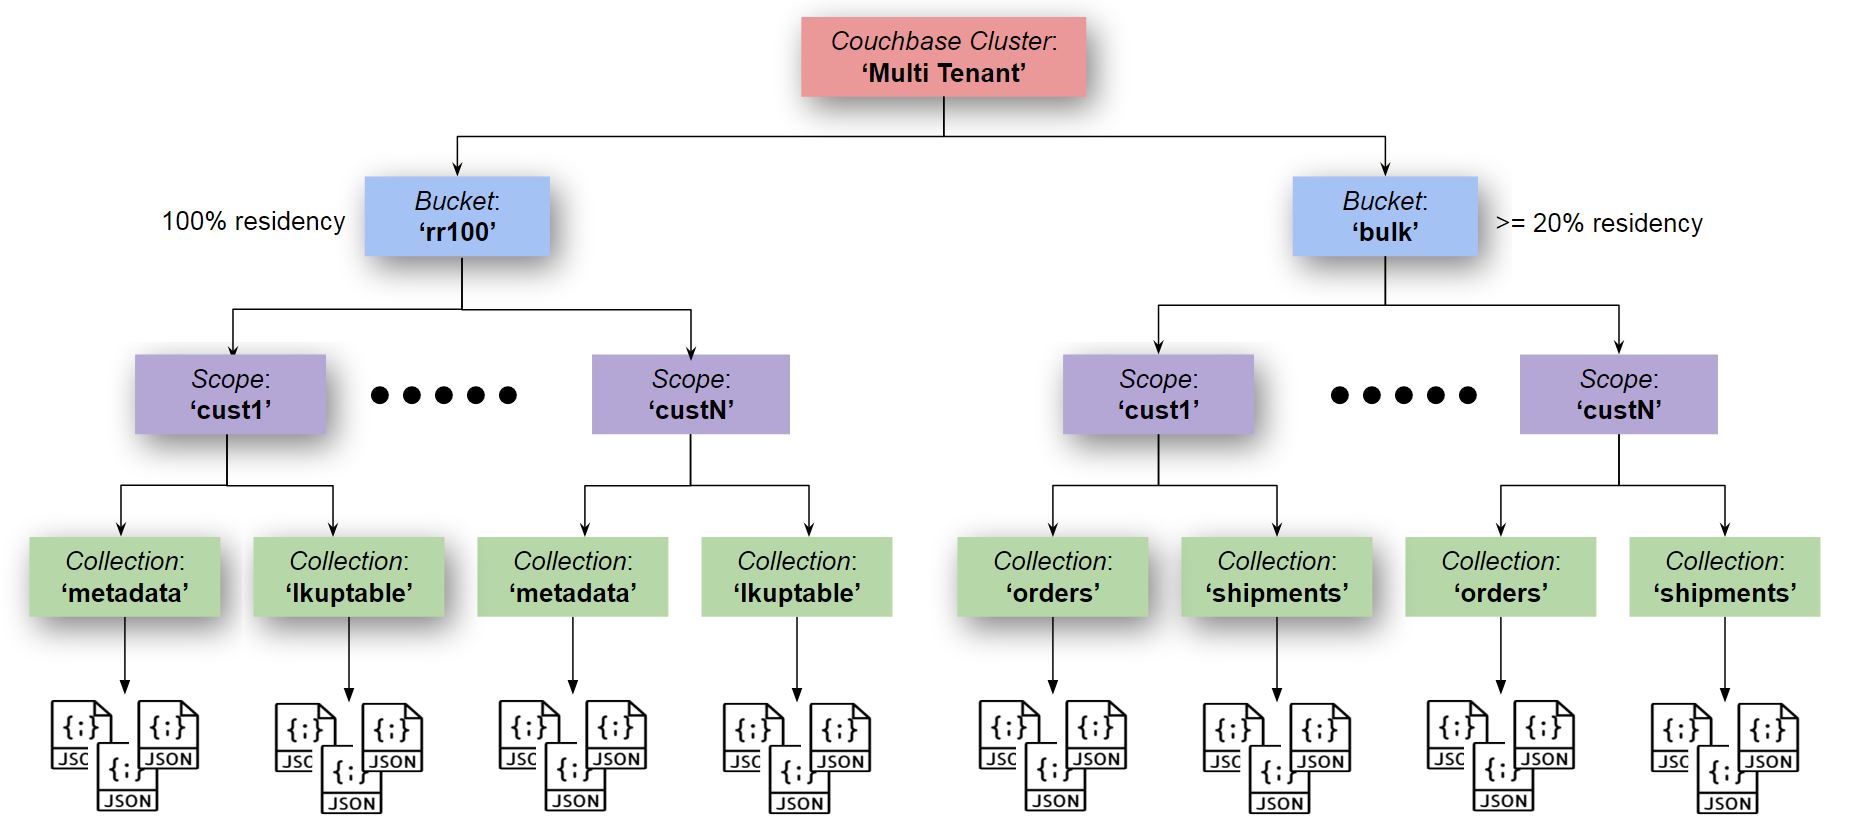 Couchbase Cluster:
‘Multi Tenant’
100% residency
Bucket:
‘rr100’
Bucket:
‘bulk’
>= 20% residency
Scope:
‘cust1’
Scope:
‘custN’
Scope:
‘cust1’
Scope:
‘custN’
Collection:
‘metadata’
Collection:
‘lkuptable’
Collection:
‘metadata’
Collection:
‘lkuptable’
Collection:
‘orders’
Collection:
‘shipments’
Collection:
‘orders’
Collection:
‘shipments’
{;} {;}
JSC JSON
{;}
JSON
{;} {;}
JSC JSON
{;}
JSON
{;} {;}
JSC JSON
{;}
JSON
{;} {;}
JSC JSON
{;}
JSON
{;} {;}
JSC JSON
{;}
JSON
{;} {;}
JSC JSON
{;}
JSON
{;} {;}
JSC JSON
{;}
JSON
{;} {;}
JSC JSON
{;}
JSON